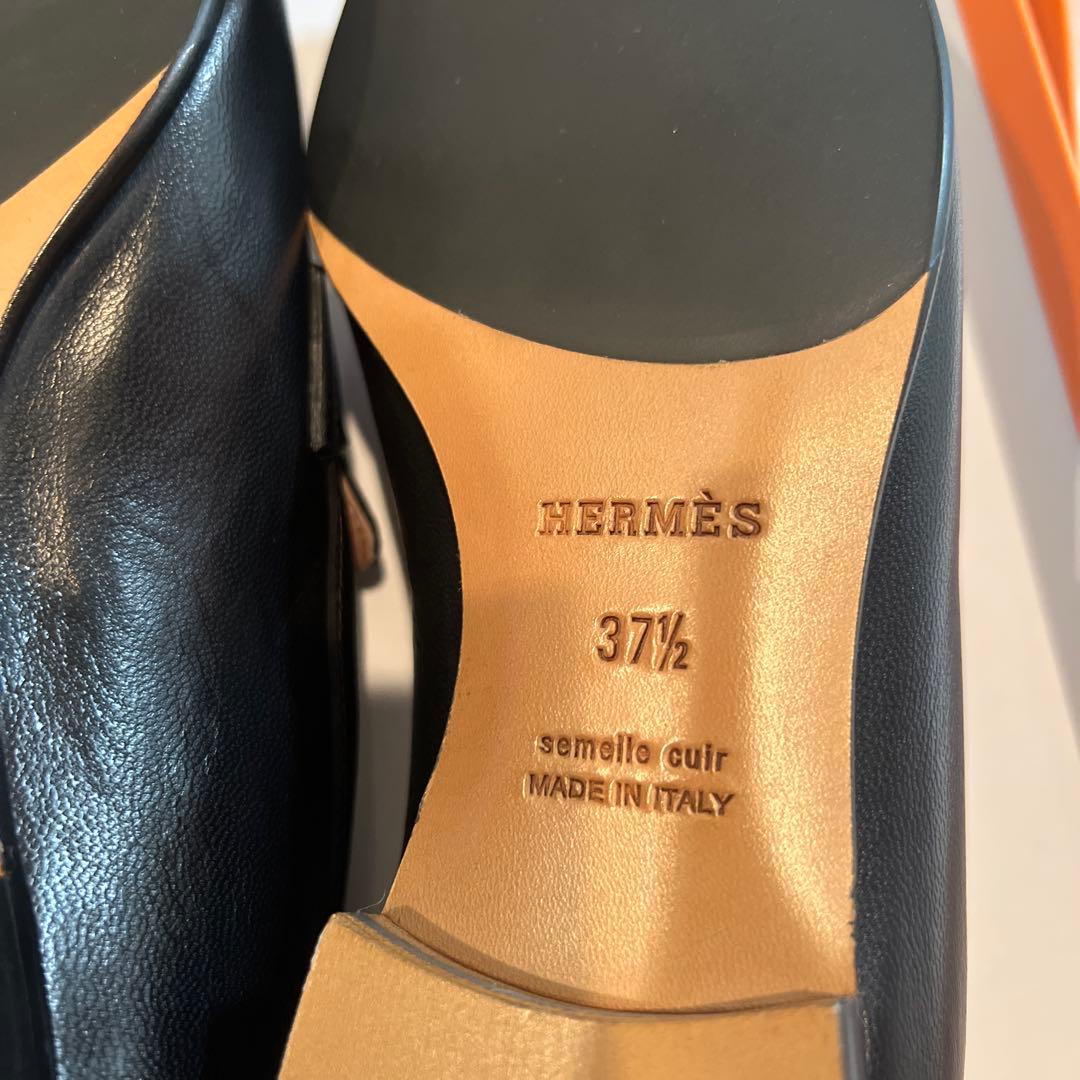 HERMÈS
37½
semelle cuir
MADE IN ITALY